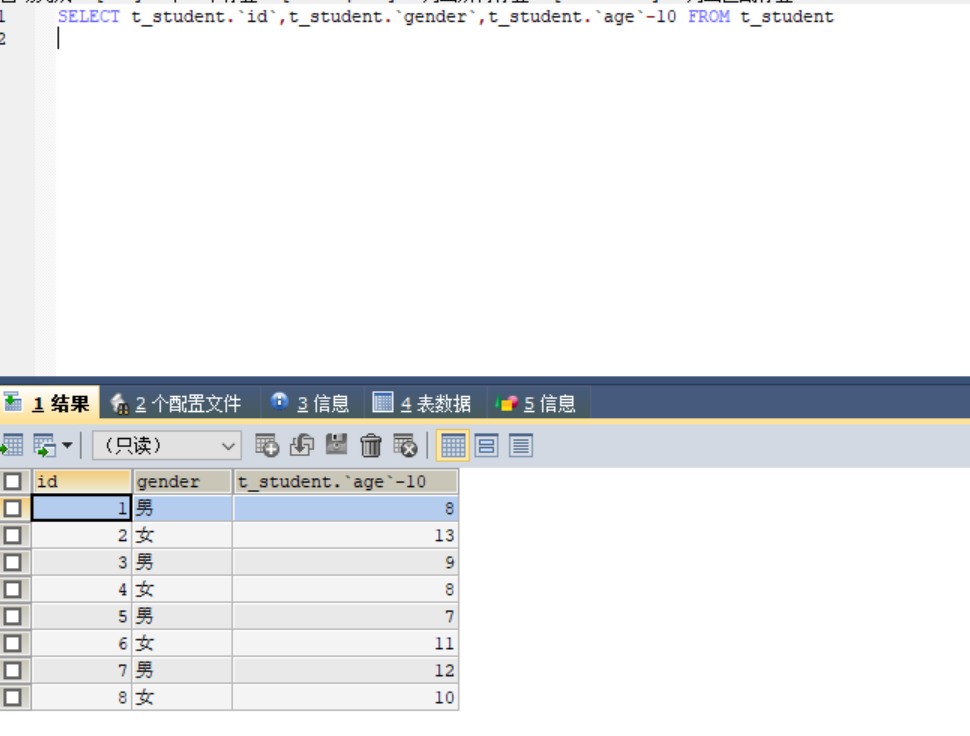 1 SELECT t_student.`id`,t_student.`gender`,t_student.`age`-10 FROM t_student
2
1 结果 2 个配置文件 3 信息 4 表数据 5 信息
(只读)
id gender t_student.`age`-10
1 男 8
2 女 13
3 男 9
4 女 8
5 男 7
6 女 11
7 男 12
8 女 10